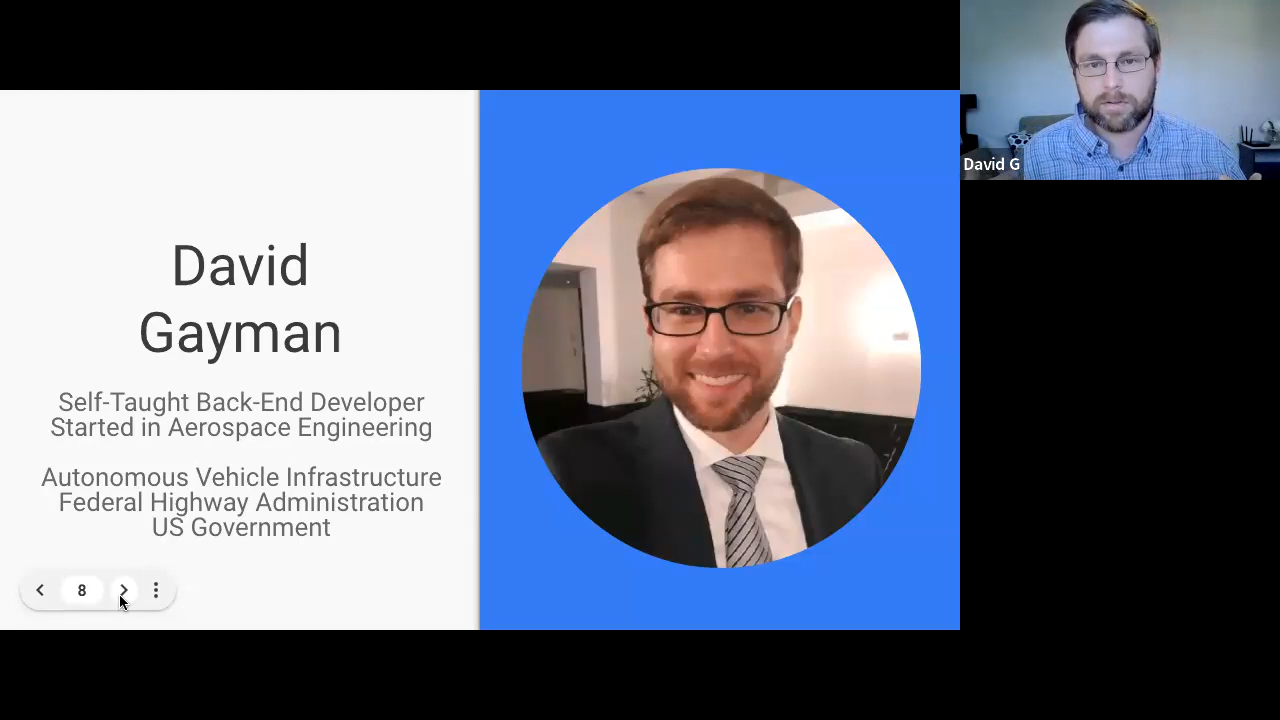 David
Gayman
Self-Taught Back-End Developer
Started in Aerospace Engineering
Autonomous Vehicle Infrastructure
Federal Highway Administration
US Government
8
David G